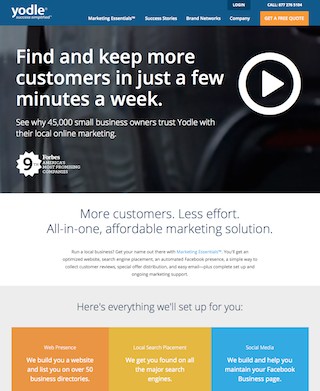 yodle®
success simplified™
LOGIN
CALL: 877 276 5104
Marketing Essentials™
Success Stories
Brand Networks
Company
GET A FREE QUOTE
Find and keep more
customers in just a few
minutes a week.
See why 45,000 small business owners trust Yodle with
their local online marketing.
9
Forbes
AMERICA'S
MOST PROMISING
COMPANIES
More customers. Less effort.
All-in-one, affordable marketing solution.
Run a local business? Get your name out there with Marketing Essentials™. You'll get an
optimized website, search engine placement, an automated Facebook presence, a simple way to
collect customer reviews, special offer distribution, and easy email—plus complete set up and
ongoing marketing support.
Here's everything we'll set up for you:
Web Presence
We build you a website
and list you on over 50
business directories.
Local Search Placement
We get you found on all
the major search
engines.
Social Media
We build and help you
maintain your Facebook
Business page.